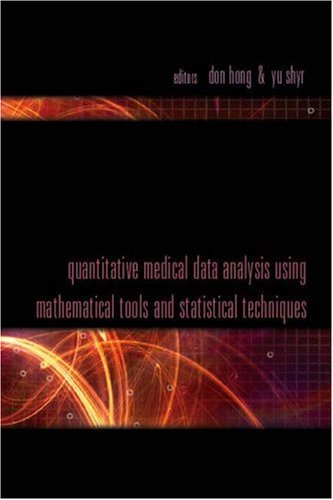 editors don hong & yu shyr
quantitative medical data analysis using
mathematical tools and statistical techniques